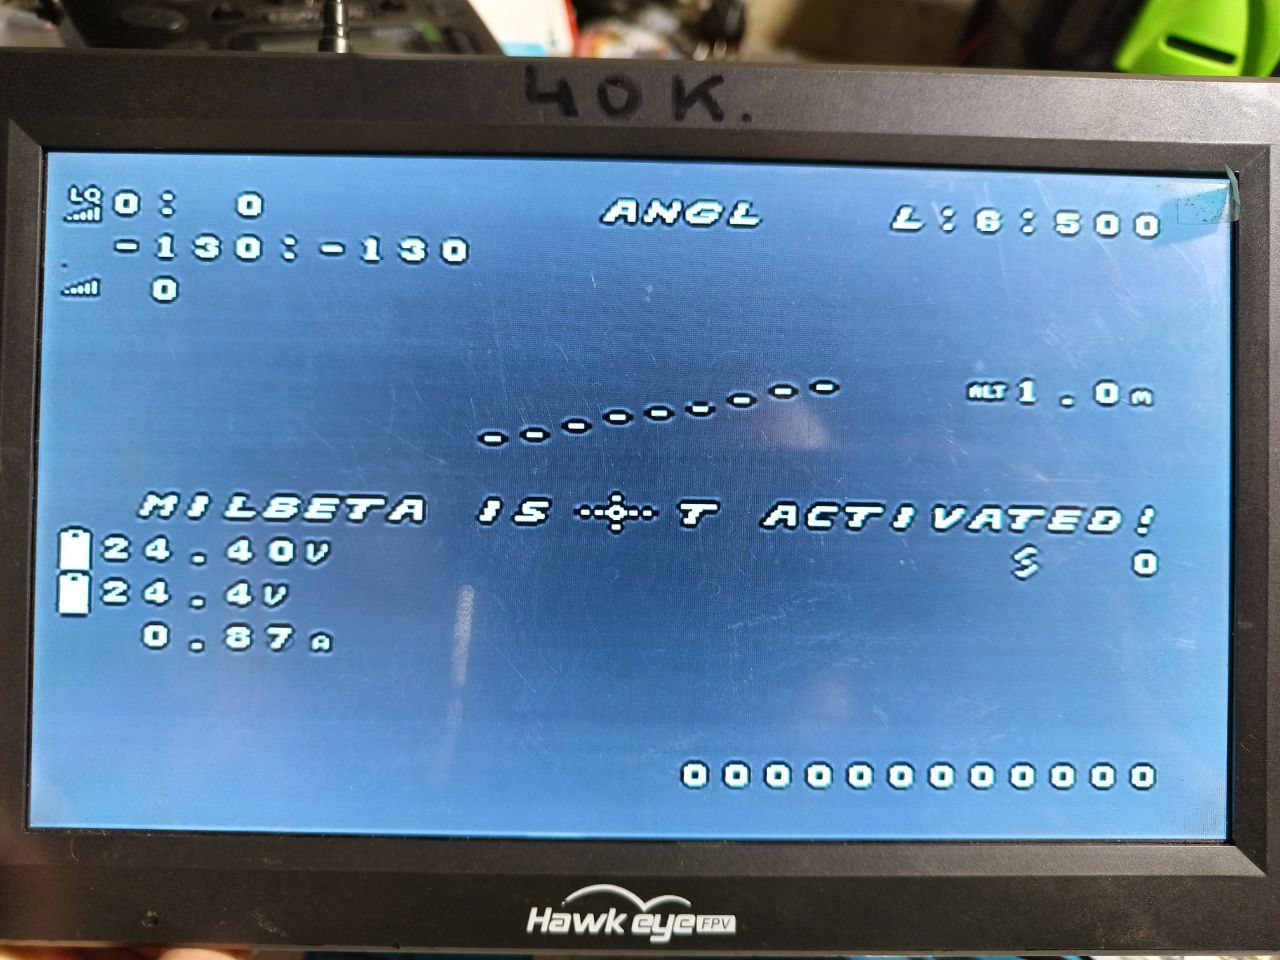 40K.
LQ 0: 0 ANGL L:6:500
-130:-130
0
ALT 1.0m
MILBETA IS T ACTIVATED!
24.40V S 0
24.4V
0.87A
000000000000
Hawkeye FPV